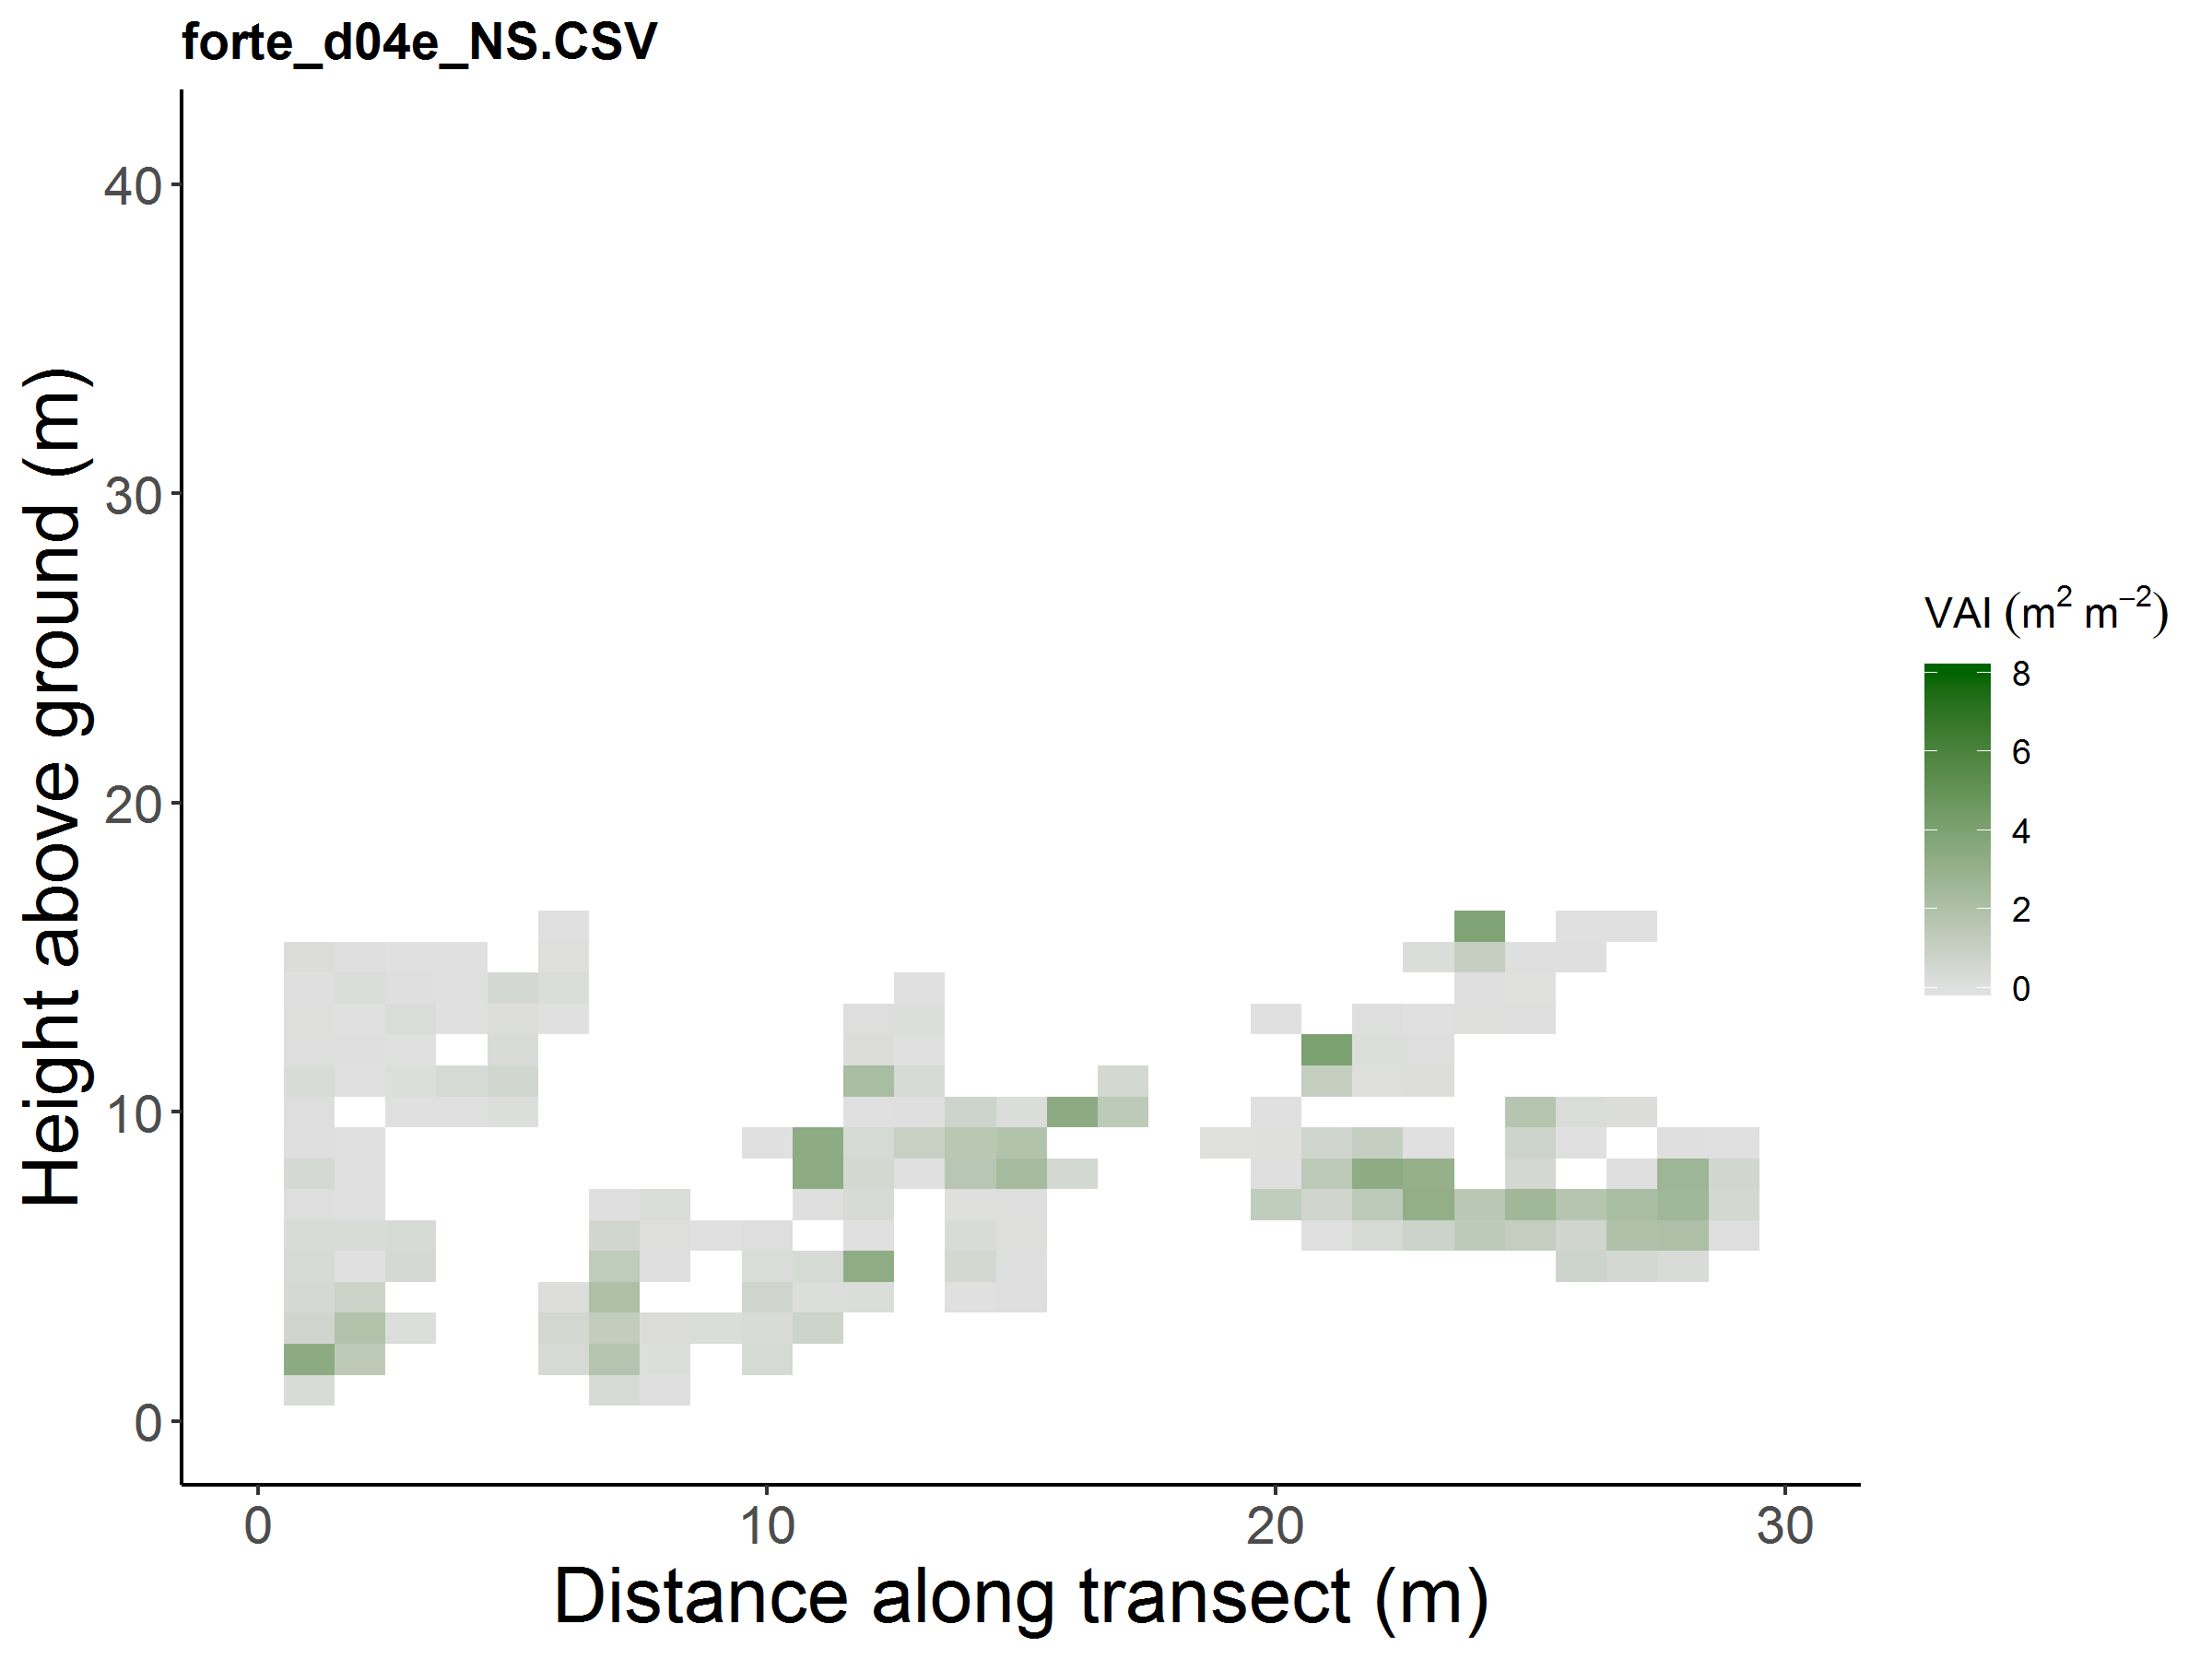 forte_d04e_NS.CSV
Height above ground (m)
40
30
20
10
0
0 10 20 30
Distance along transect (m)
VAI (m² m⁻²)
8
6
4
2
0